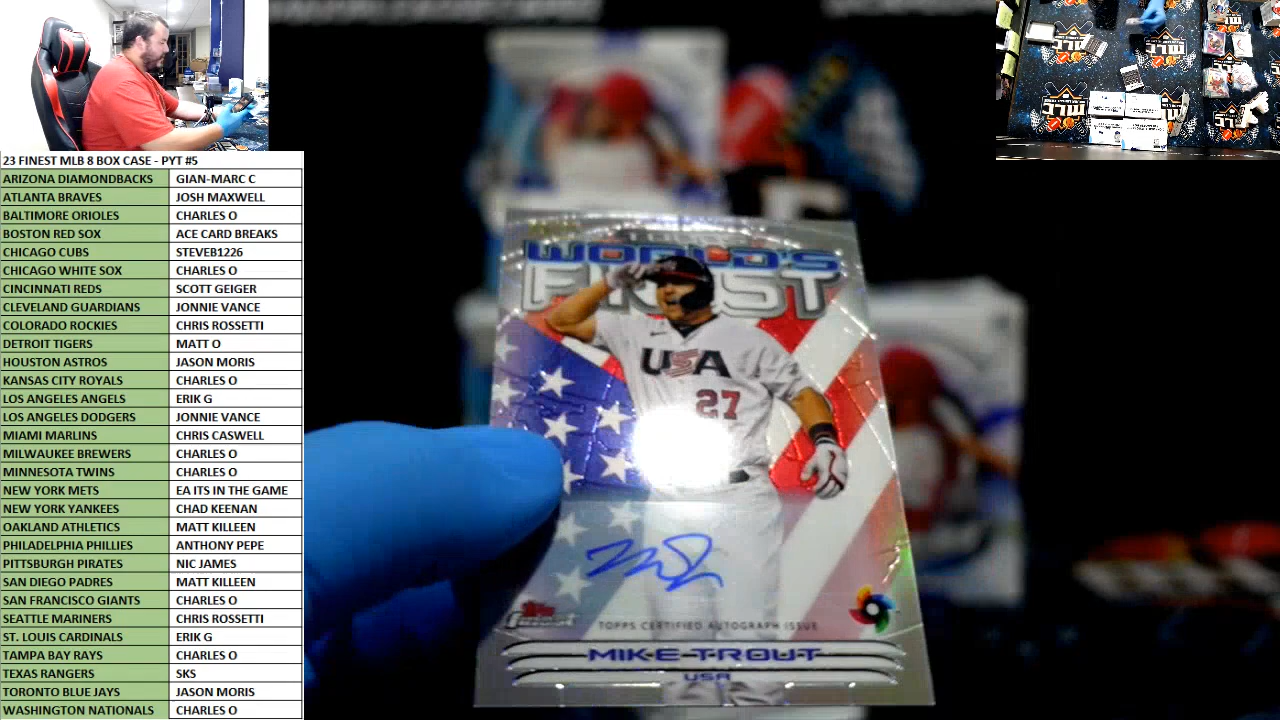 23 FINEST MLB 8 BOX CASE - PYT #5
ARIZONA DIAMONDBACKS GIAN-MARC C
ATLANTA BRAVES JOSH MAXWELL
BALTIMORE ORIOLES CHARLES O
BOSTON RED SOX ACE CARD BREAKS
CHICAGO CUBS STEVEB1226
CHICAGO WHITE SOX CHARLES O
CINCINNATI REDS SCOTT GEIGER
CLEVELAND GUARDIANS JONNIE VANCE
COLORADO ROCKIES CHRIS ROSSETTI
DETROIT TIGERS MATT O
HOUSTON ASTROS JASON MORIS
KANSAS CITY ROYALS CHARLES O
LOS ANGELES ANGELS ERIK G
LOS ANGELES DODGERS JONNIE VANCE
MIAMI MARLINS CHRIS CASWELL
MILWAUKEE BREWERS CHARLES O
MINNESOTA TWINS CHARLES O
NEW YORK METS EA ITS IN THE GAME
NEW YORK YANKEES CHAD KEENAN
OAKLAND ATHLETICS MATT KILLEEN
PHILADELPHIA PHILLIES ANTHONY PEPE
PITTSBURGH PIRATES NIC JAMES
SAN DIEGO PADRES MATT KILLEEN
SAN FRANCISCO GIANTS CHARLES O
SEATTLE MARINERS CHRIS ROSSETTI
ST. LOUIS CARDINALS ERIK G
TAMPA BAY RAYS CHARLES O
TEXAS RANGERS SKS
TORONTO BLUE JAYS JASON MORIS
WASHINGTON NATIONALS CHARLES O
WORLD'S
FINEST
USA
27
Topps
Finest
TOPPS CERTIFIED AUTOGRAPH ISSUE
MIKE TROUT
USA
WLCC
WLCC
WLCC